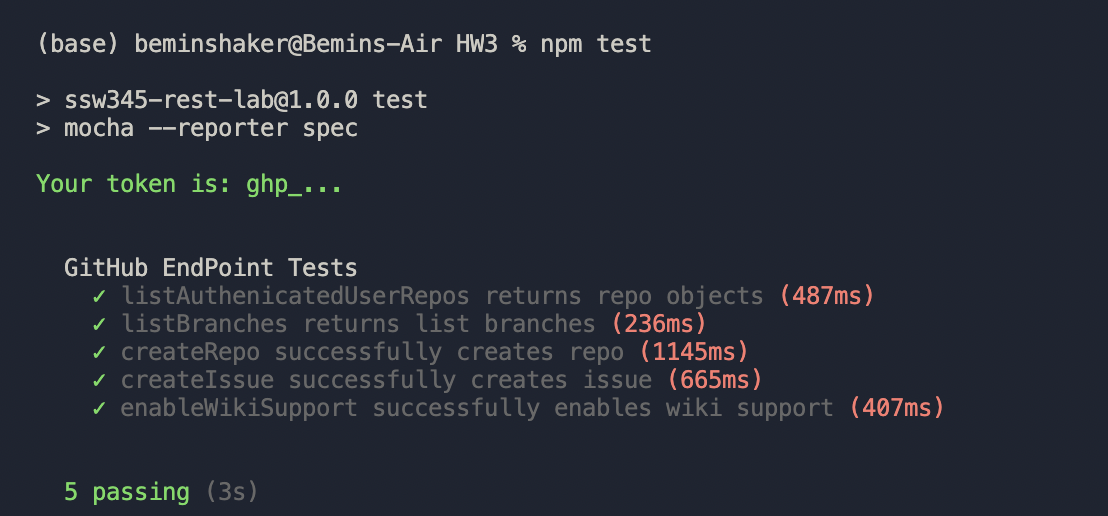 (base) beminshaker@Bemins-Air HW3 % npm test
> ssw345-rest-lab@1.0.0 test
> mocha --reporter spec
Your token is: ghp_...
GitHub EndPoint Tests
✓ listAuthenicatedUserRepos returns repo objects (487ms)
✓ listBranches returns list branches (236ms)
✓ createRepo successfully creates repo (1145ms)
✓ createIssue successfully creates issue (665ms)
✓ enableWikiSupport successfully enables wiki support (407ms)
5 passing (3s)